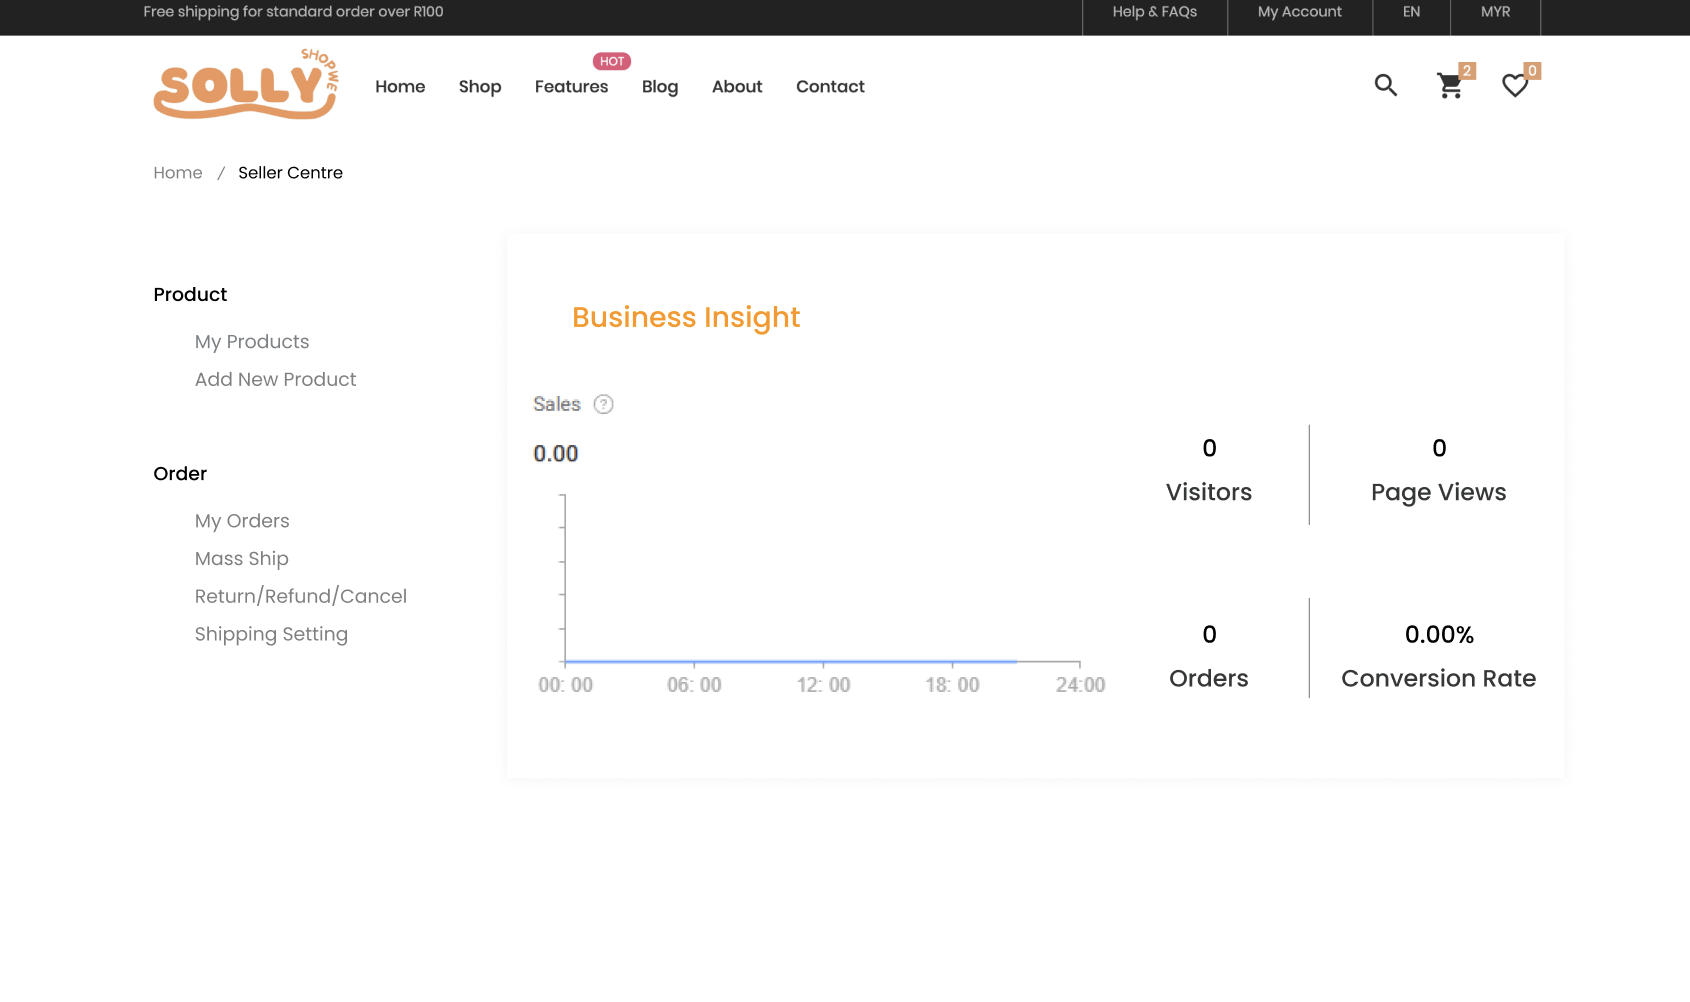 Free shipping for standard order over R100
Help & FAQs
My Account
EN
MYR
SOLLY
SHOPWE
Home
Shop
Features
HOT
Blog
About
Contact
2
0
Home / Seller Centre
Product
My Products
Add New Product
Order
My Orders
Mass Ship
Return/Refund/Cancel
Shipping Setting
Business Insight
Sales ?
0.00
00: 00 06: 00 12: 00 18: 00 24:00
0
Visitors
0
Page Views
0
Orders
0.00%
Conversion Rate